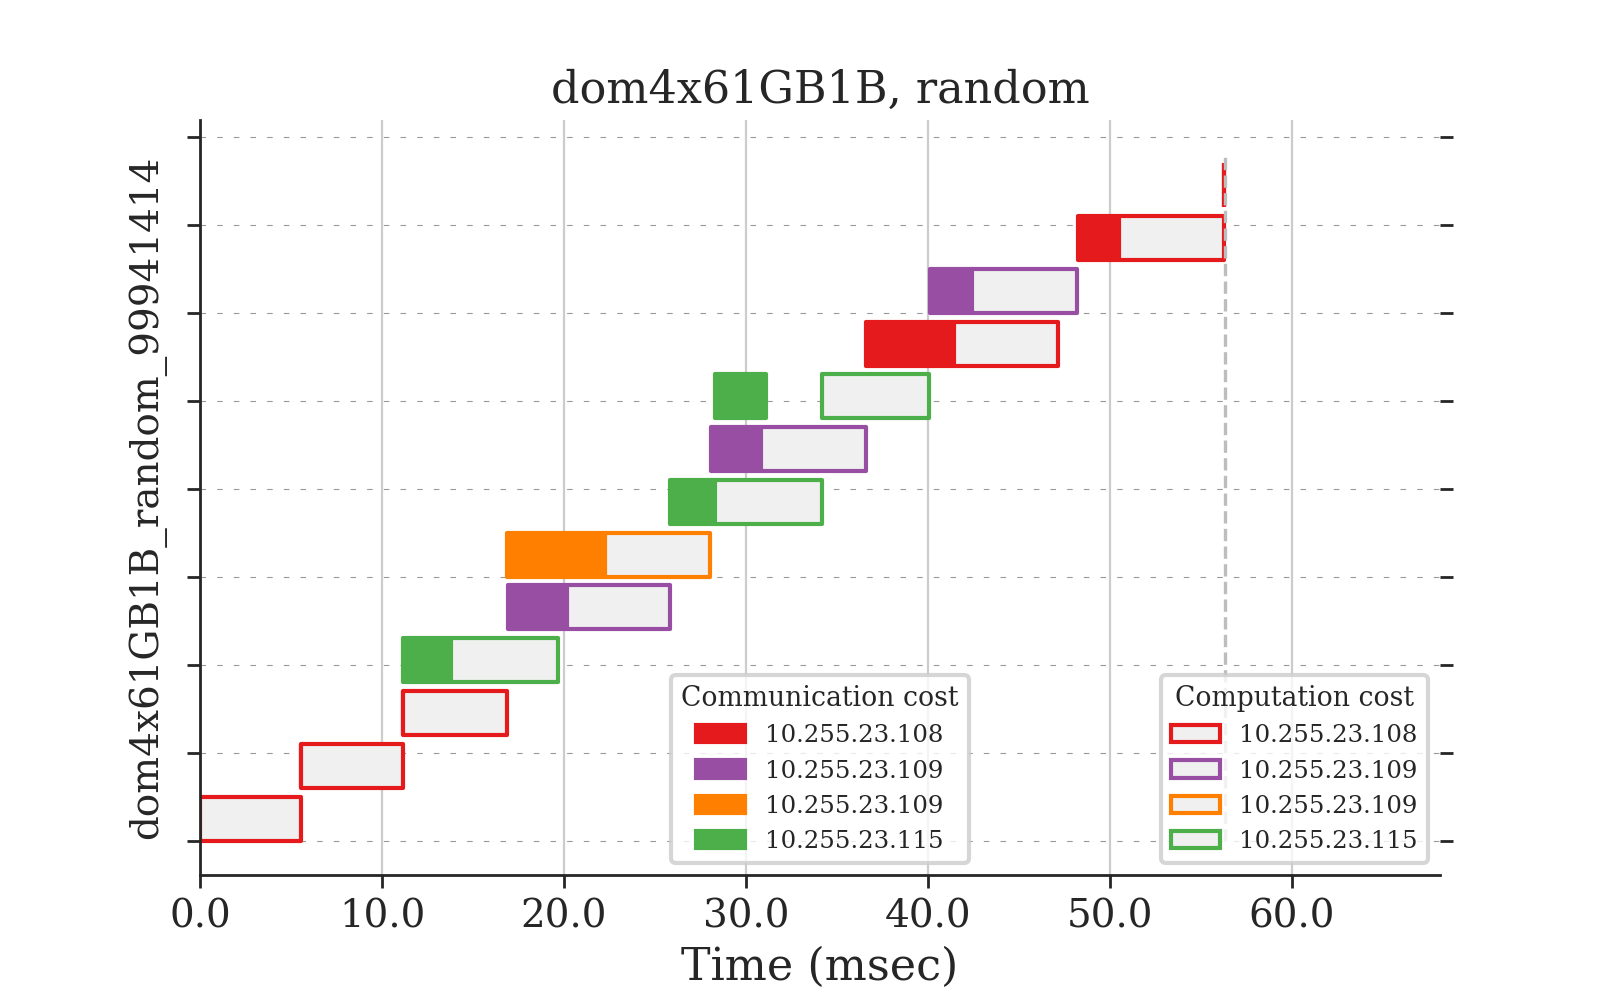 dom4x61GB1B, random
dom4x61GB1B_random_99941414
Communication cost
10.255.23.108
10.255.23.109
10.255.23.109
10.255.23.115
Computation cost
10.255.23.108
10.255.23.109
10.255.23.109
10.255.23.115
0.0 10.0 20.0 30.0 40.0 50.0 60.0
Time (msec)